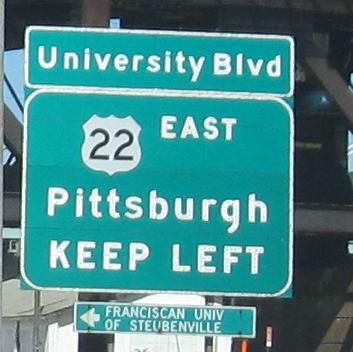 University Blvd
22 EAST
Pittsburgh
KEEP LEFT
FRANCISCAN UNIV
OF STEUBENVILLE